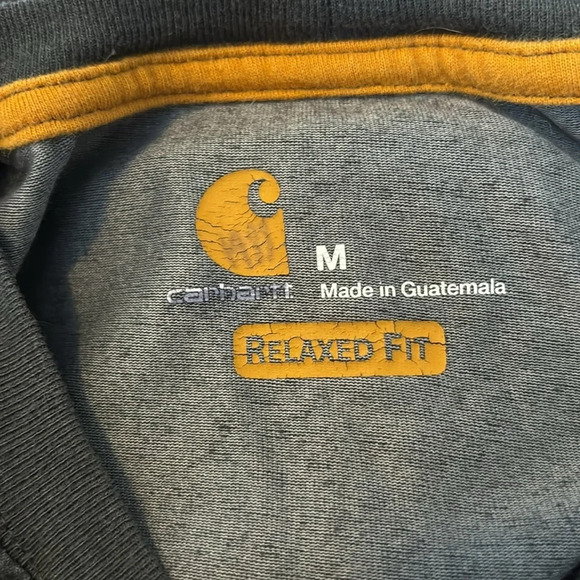 carhartt
M
Made in Guatemala
RELAXED FIT